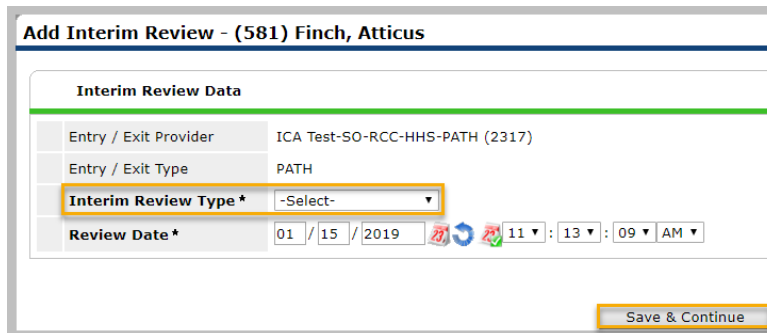 Add Interim Review - (581) Finch, Atticus
Interim Review Data
Entry / Exit Provider ICA Test-SO-RCC-HHS-PATH (2317)
Entry / Exit Type PATH
Interim Review Type * -Select-
Review Date * 01 / 15 / 2019 23 23 11 : 13 : 09 AM
Save & Continue